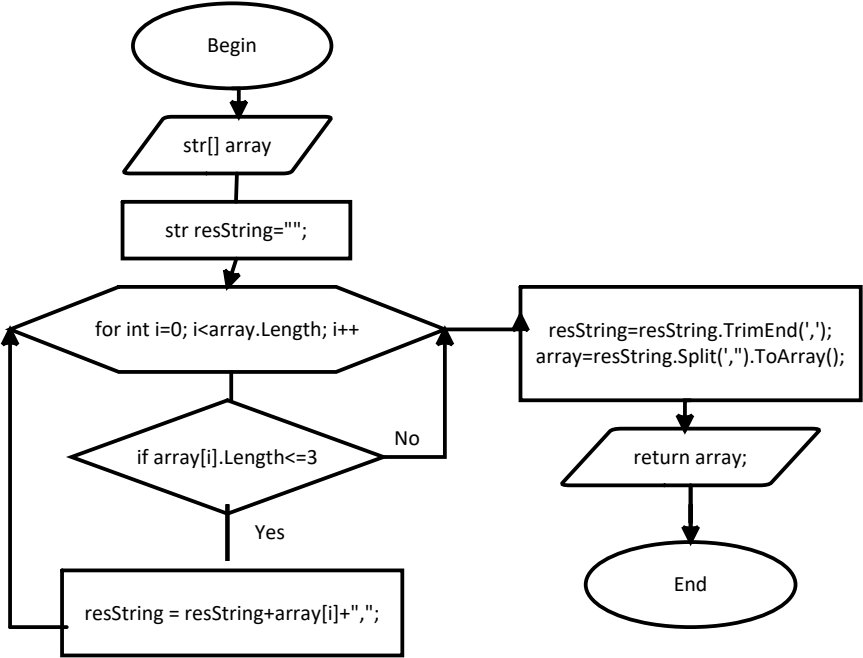 Begin
str[] array
str resString="";
for int i=0; i<array.Length; i++
if array[i].Length<=3
No
Yes
resString = resString+array[i]+",";
resString=resString.TrimEnd(',');
array=resString.Split(',").ToArray();
return array;
End